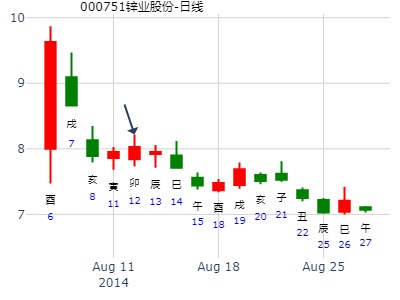 000751锌业股份-日线
10
9
8
7
酉
6
戌
7
亥
8
寅
11
卯
12
辰
13
巳
14
午
15
酉
18
戌
19
亥
20
子
21
丑
22
辰
25
巳
26
午
27
Aug 11
2014
Aug 18
Aug 25